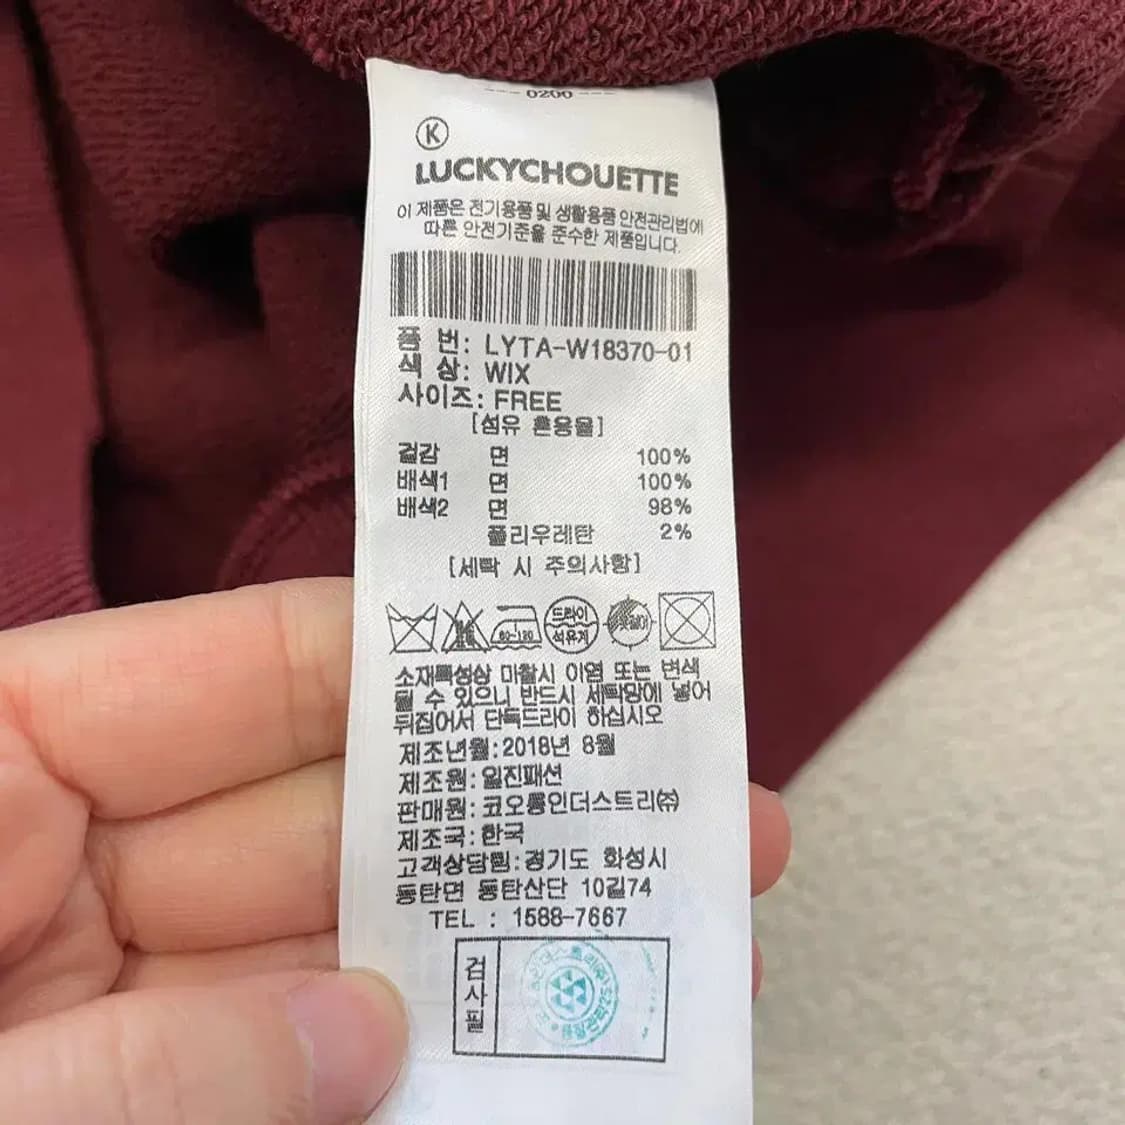 --- 0200 ---
K
LUCKYCHOUETTE
이 제품은 전기용품 및 생활용품 안전관리법에
따른 안전기준을 준수한 제품입니다.
품 번: LYTA-W18370-01
색 상: WIX
사이즈: FREE
[섬유 혼용율]
겉감 면 100%
배색1 면 100%
배색2 면 98%
폴리우레탄 2%
[세탁 시 주의사항]
60~120
드라이
석유계
옷걸이
소재특성상 마찰시 이염 또는 변색
될 수 있으니 반드시 세탁망에 넣어
뒤집어서 단독드라이 하십시오
제조년월:2018년 8월
제조원:일진패션
판매원:코오롱인더스트리㈜
제조국:한국
고객상담팀:경기도 화성시
동탄면 동탄산단 10길74
TEL : 1588-7667
검사필